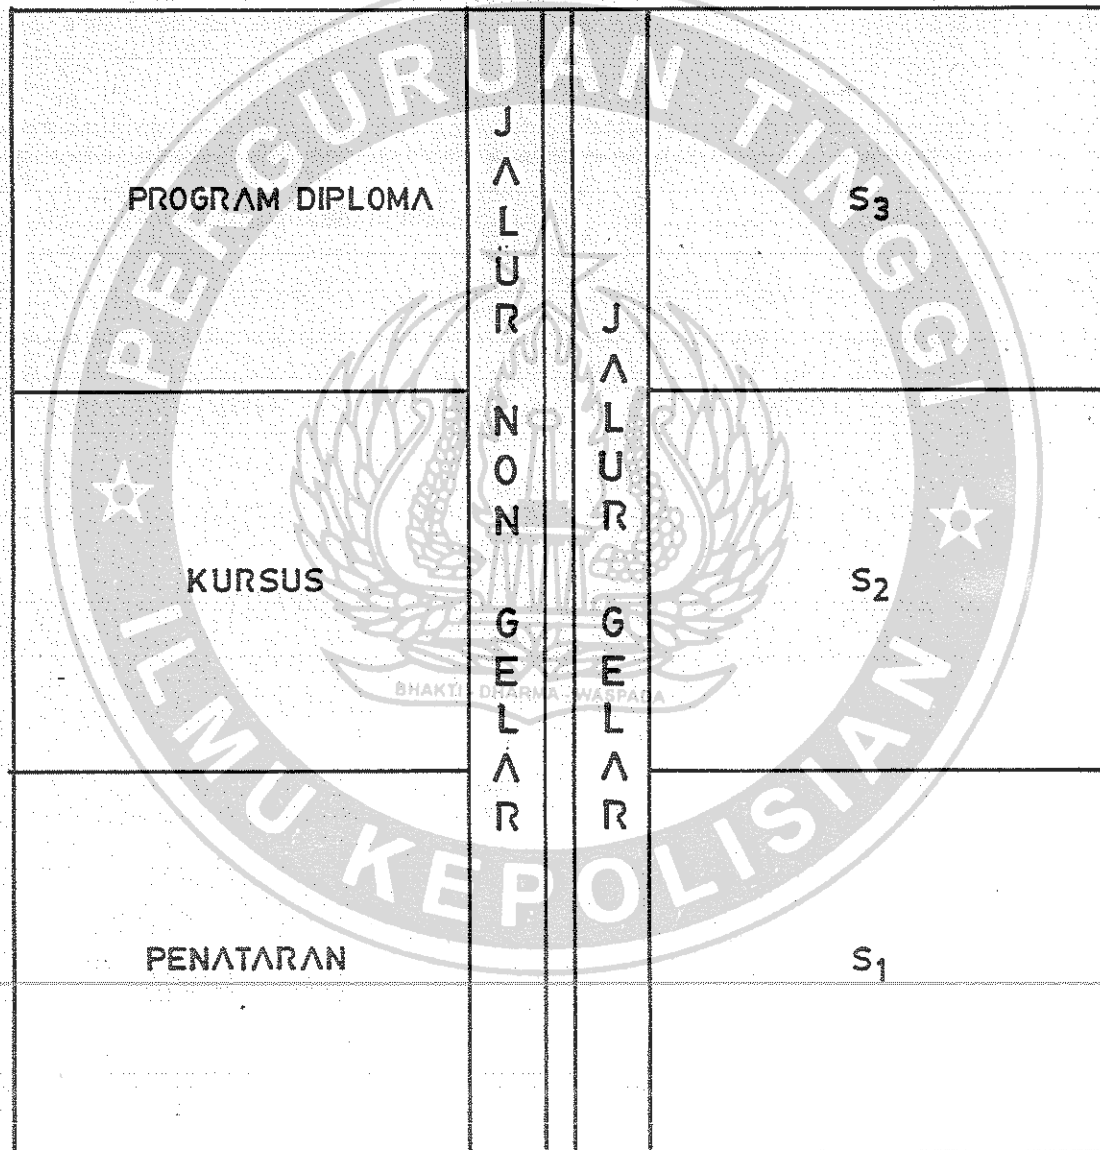 PROGRAM DIPLOMA
KURSUS
PENATARAN
JALUR NON GELAR
JALUR GELAR
S₃
S₂
S₁
PERGURUAN TINGGI
ILMU KEPOLISIAN
BHAKTI DHARMA WASPADA